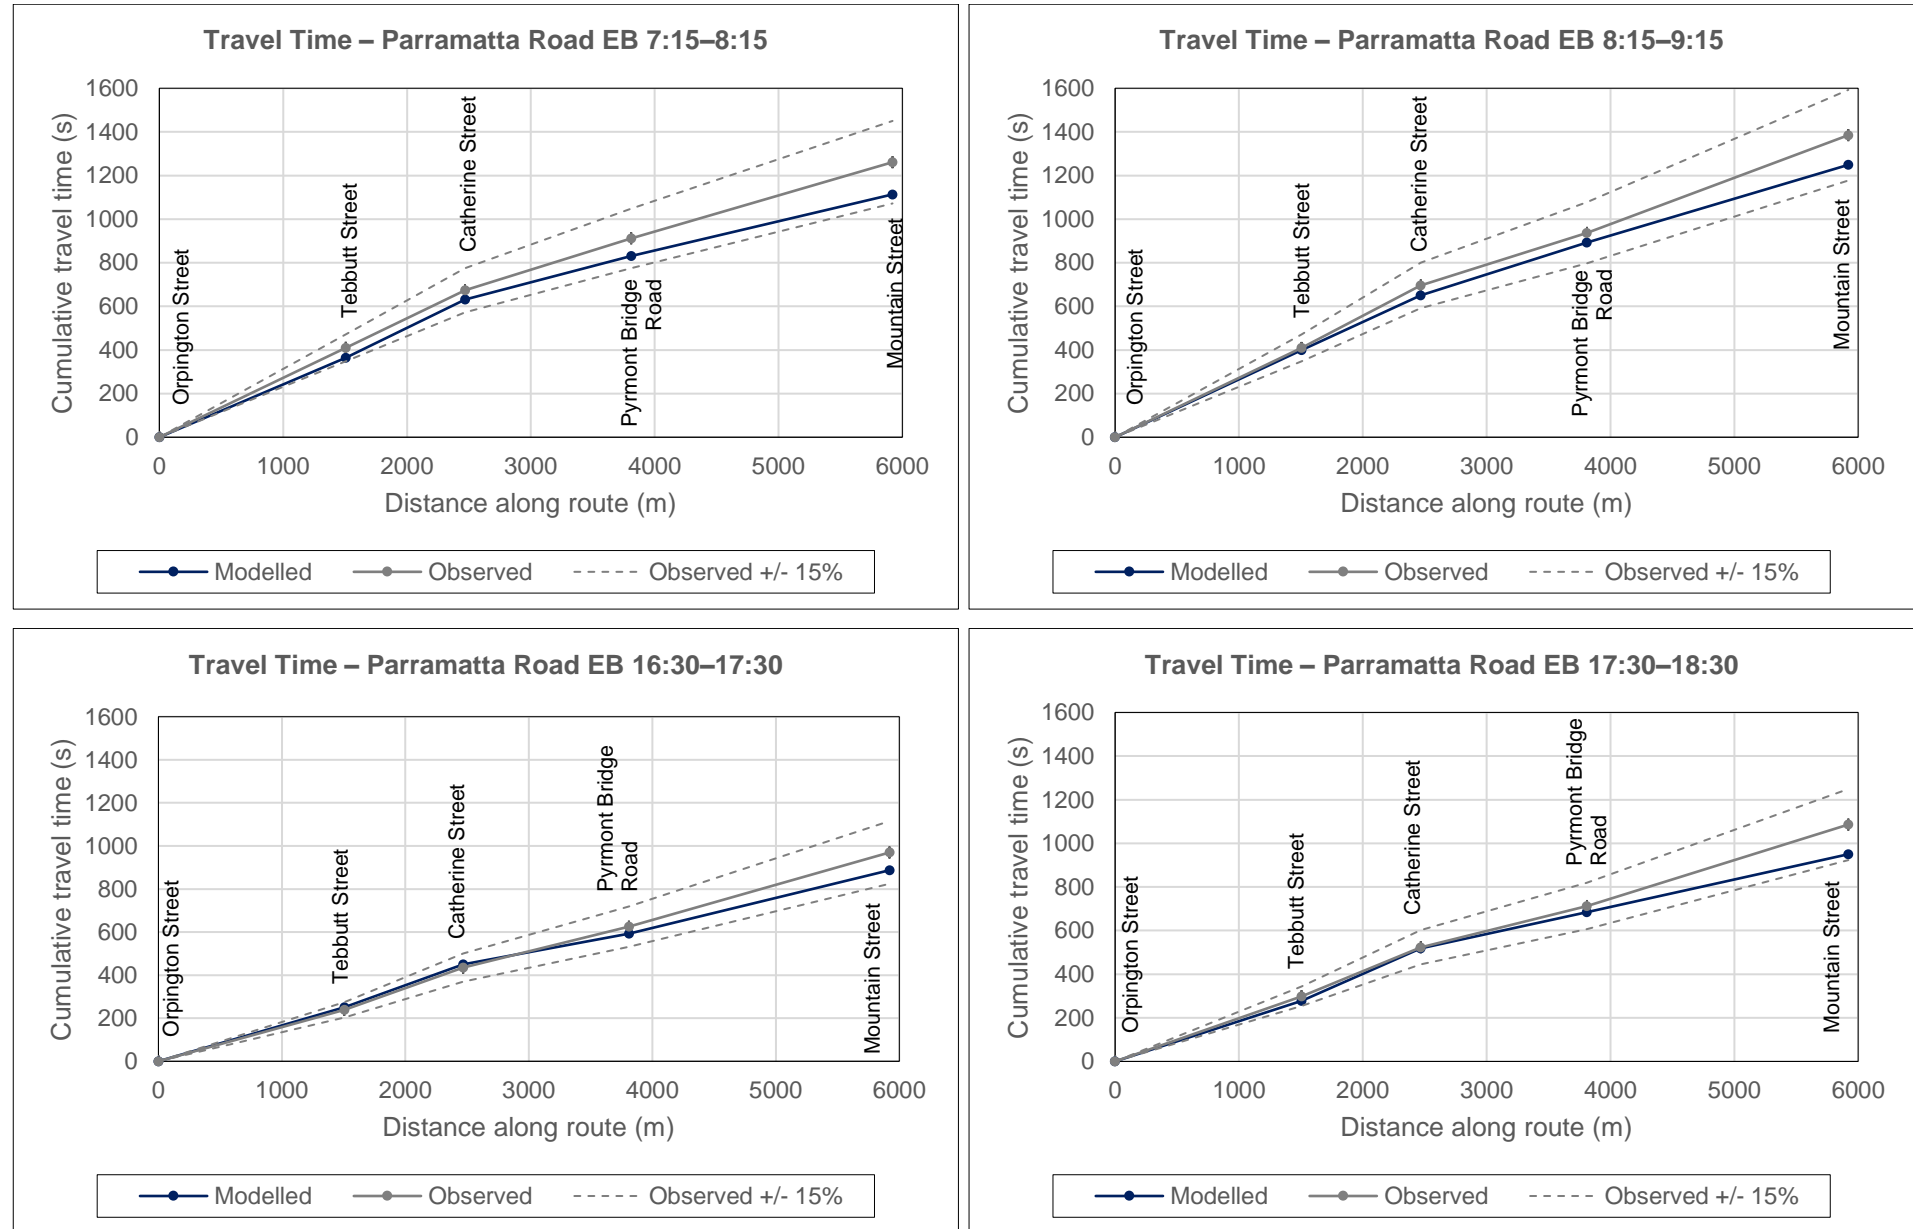 Travel Time – Parramatta Road EB 7:15–8:15
Cumulative travel time (s)
1600
1400
1200
1000
800
600
400
200
0
Orpington Street
Tebbutt Street
Catherine Street
Pyrmont Bridge
Road
Mountain Street
0 1000 2000 3000 4000 5000 6000
Distance along route (m)
Modelled Observed Observed +/- 15%
Travel Time – Parramatta Road EB 8:15–9:15
Cumulative travel time (s)
1600
1400
1200
1000
800
600
400
200
0
Orpington Street
Tebbutt Street
Catherine Street
Pyrmont Bridge
Road
Mountain Street
0 1000 2000 3000 4000 5000 6000
Distance along route (m)
Modelled Observed Observed +/- 15%
Travel Time – Parramatta Road EB 16:30–17:30
Cumulative travel time (s)
1600
1400
1200
1000
800
600
400
200
0
Orpington Street
Tebbutt Street
Catherine Street
Pyrmont Bridge
Road
Mountain Street
0 1000 2000 3000 4000 5000 6000
Distance along route (m)
Modelled Observed Observed +/- 15%
Travel Time – Parramatta Road EB 17:30–18:30
Cumulative travel time (s)
1600
1400
1200
1000
800
600
400
200
0
Orpington Street
Tebbutt Street
Catherine Street
Pyrmont Bridge
Road
Mountain Street
0 1000 2000 3000 4000 5000 6000
Distance along route (m)
Modelled Observed Observed +/- 15%